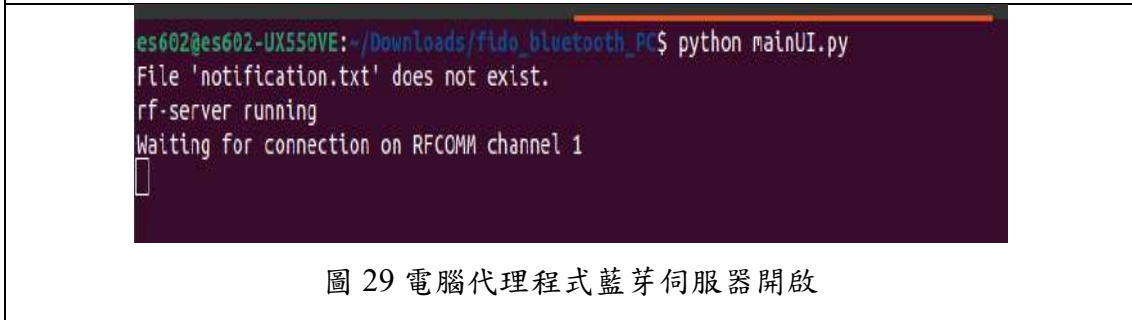 es602@es602-UX550VE:~/Downloads/fido_bluetooth_PC$ python mainUI.py
File 'notification.txt' does not exist.
rf-server running
Waiting for connection on RFCOMM channel 1
圖 29 電腦代理程式藍芽伺服器開啟